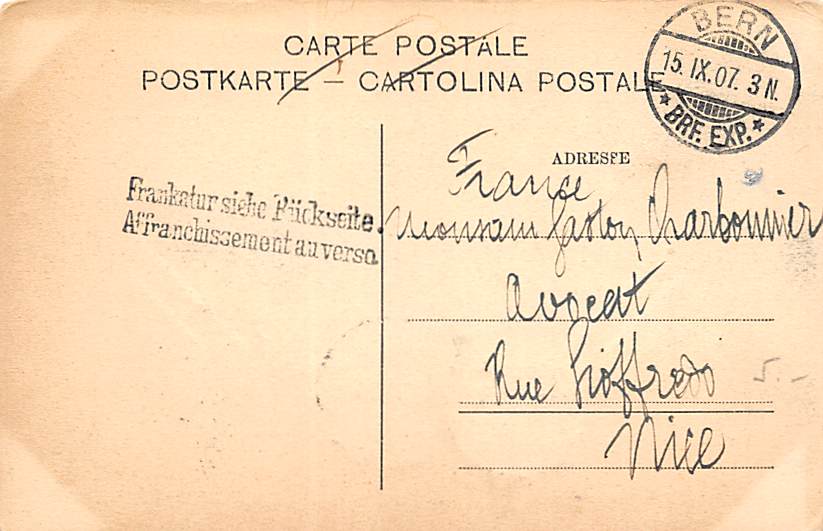 CARTE POSTALE
POSTKARTE — CARTOLINA POSTALE
BERN
15. IX. 07. 3 N.
* BRF. EXP. *
ADRESSE
Frankatur siehe Rückseite.
Affranchissement au verso.
France
Gaston Charbonnier
Avocat
Rue Gioffredo
Nice
5.-